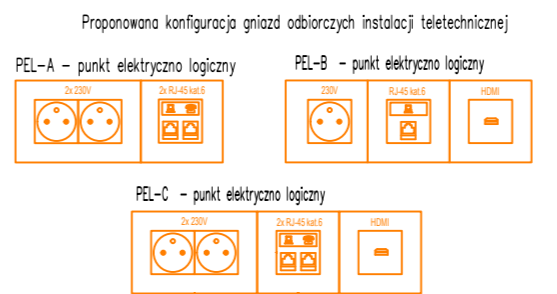 Proponowana konfiguracja gniazd odbiorczych instalacji teletechnicznej
PEL-A - punkt elektryczno logiczny
2x 230V
2x RJ-45 kat.6
PEL-B - punkt elektryczno logiczny
230V
RJ-45 kat.6
HDMI
PEL-C - punkt elektryczno logiczny
2x 230V
2x RJ-45 kat.6
HDMI